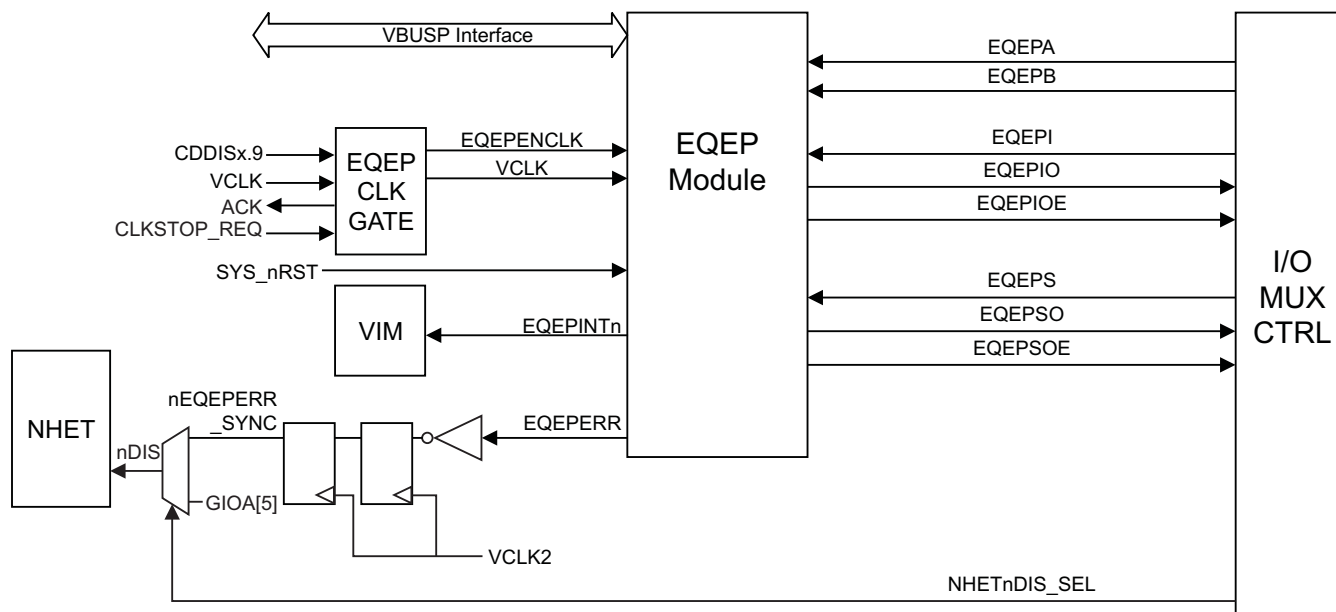 VBUSP Interface
EQEPA
EQEPB
CDDISx.9
VCLK
ACK
CLKSTOP_REQ
EQEP
CLK
GATE
EQEPENCLK
VCLK
EQEP
Module
EQEPI
EQEPIO
EQEPIOE
SYS_nRST
EQEPS
EQEPSO
EQEPSOE
I/O
MUX
CTRL
VIM
EQEPINTn
NHET
nDIS
nEQEPERR
_SYNC
EQEPERR
GIOA[5]
VCLK2
NHETnDIS_SEL